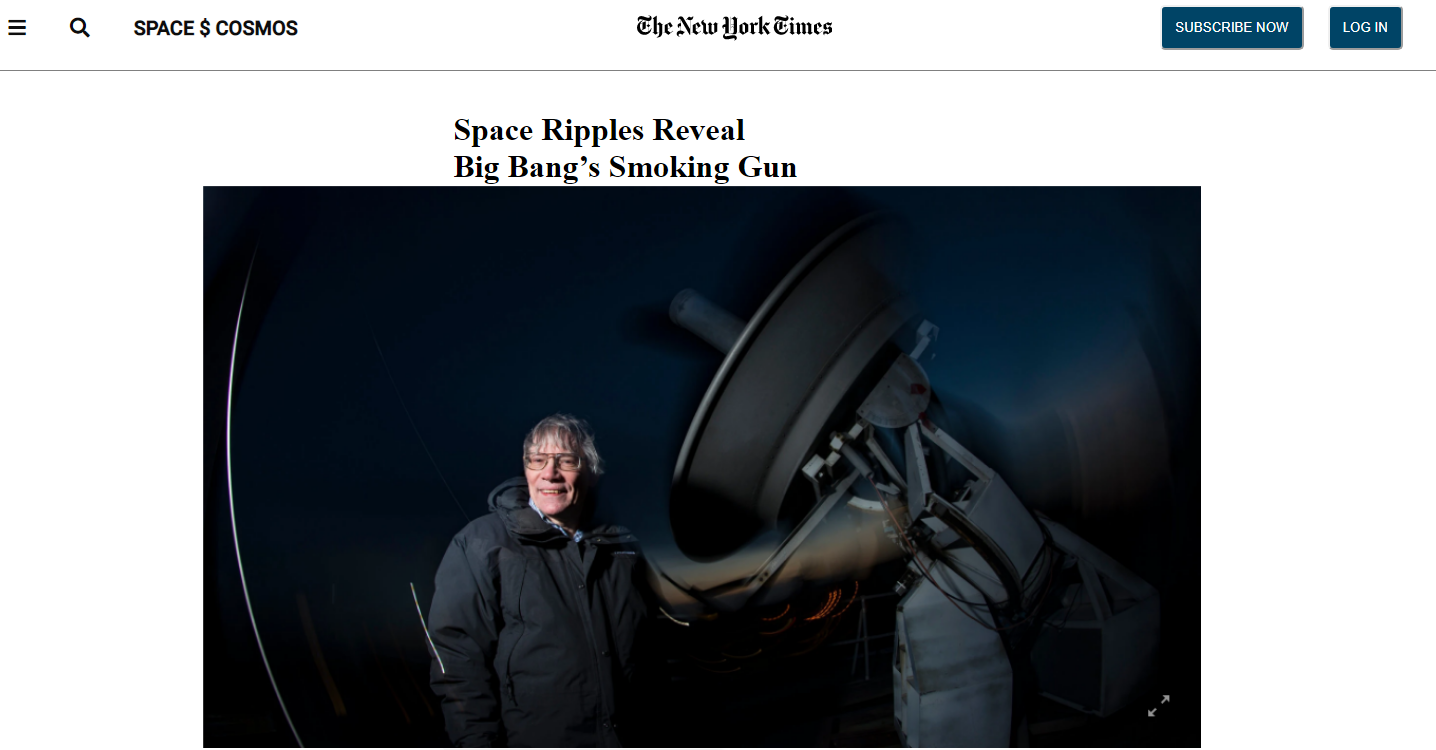 SPACE $ COSMOS
The New York Times
SUBSCRIBE NOW
LOG IN
Space Ripples Reveal
Big Bang’s Smoking Gun